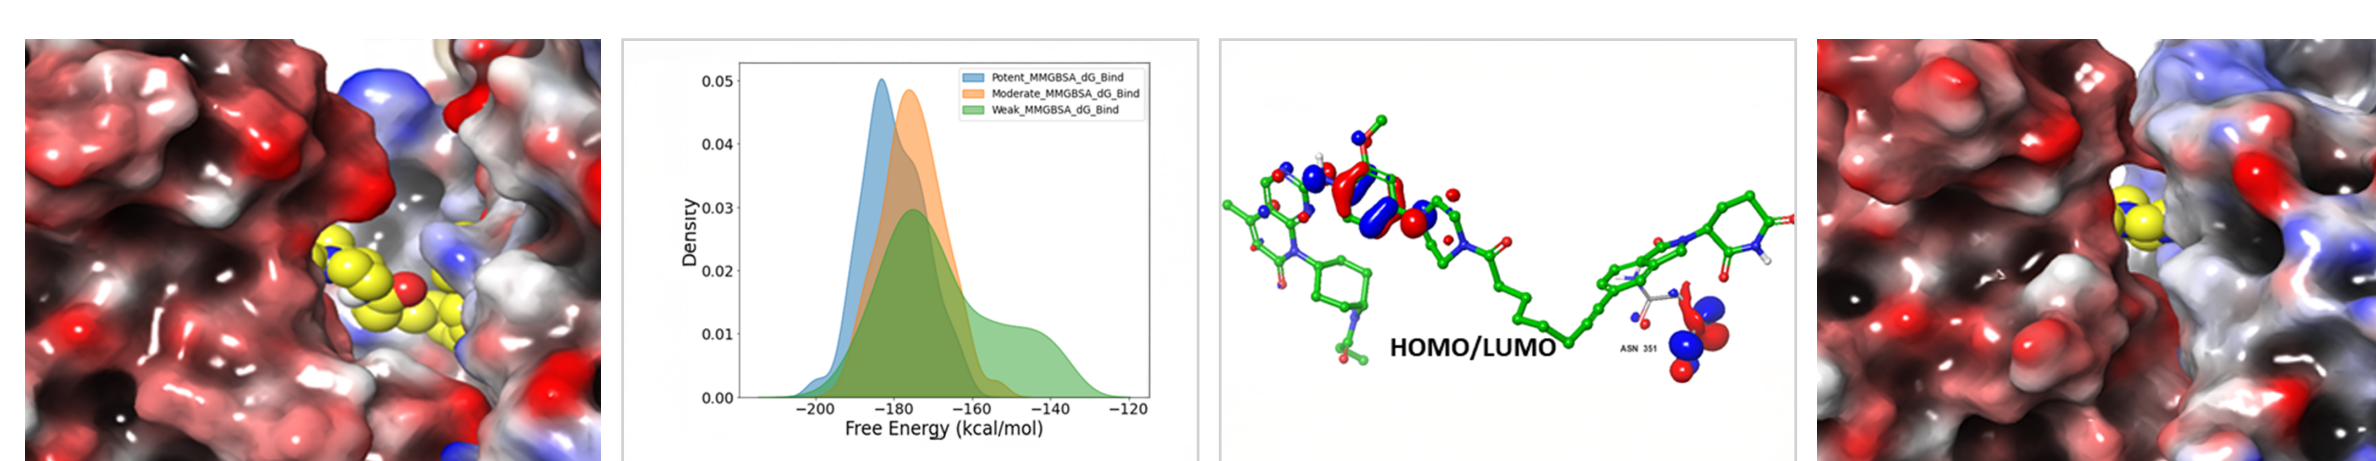 0.05
0.04
0.03
0.02
0.01
0.00
Density
Potent_MMGBSA_dG_Bind
Moderate_MMGBSA_dG_Bind
Weak_MMGBSA_dG_Bind
−200 −180 −160 −140 −120
Free Energy (kcal/mol)
HOMO/LUMO
ASN 351